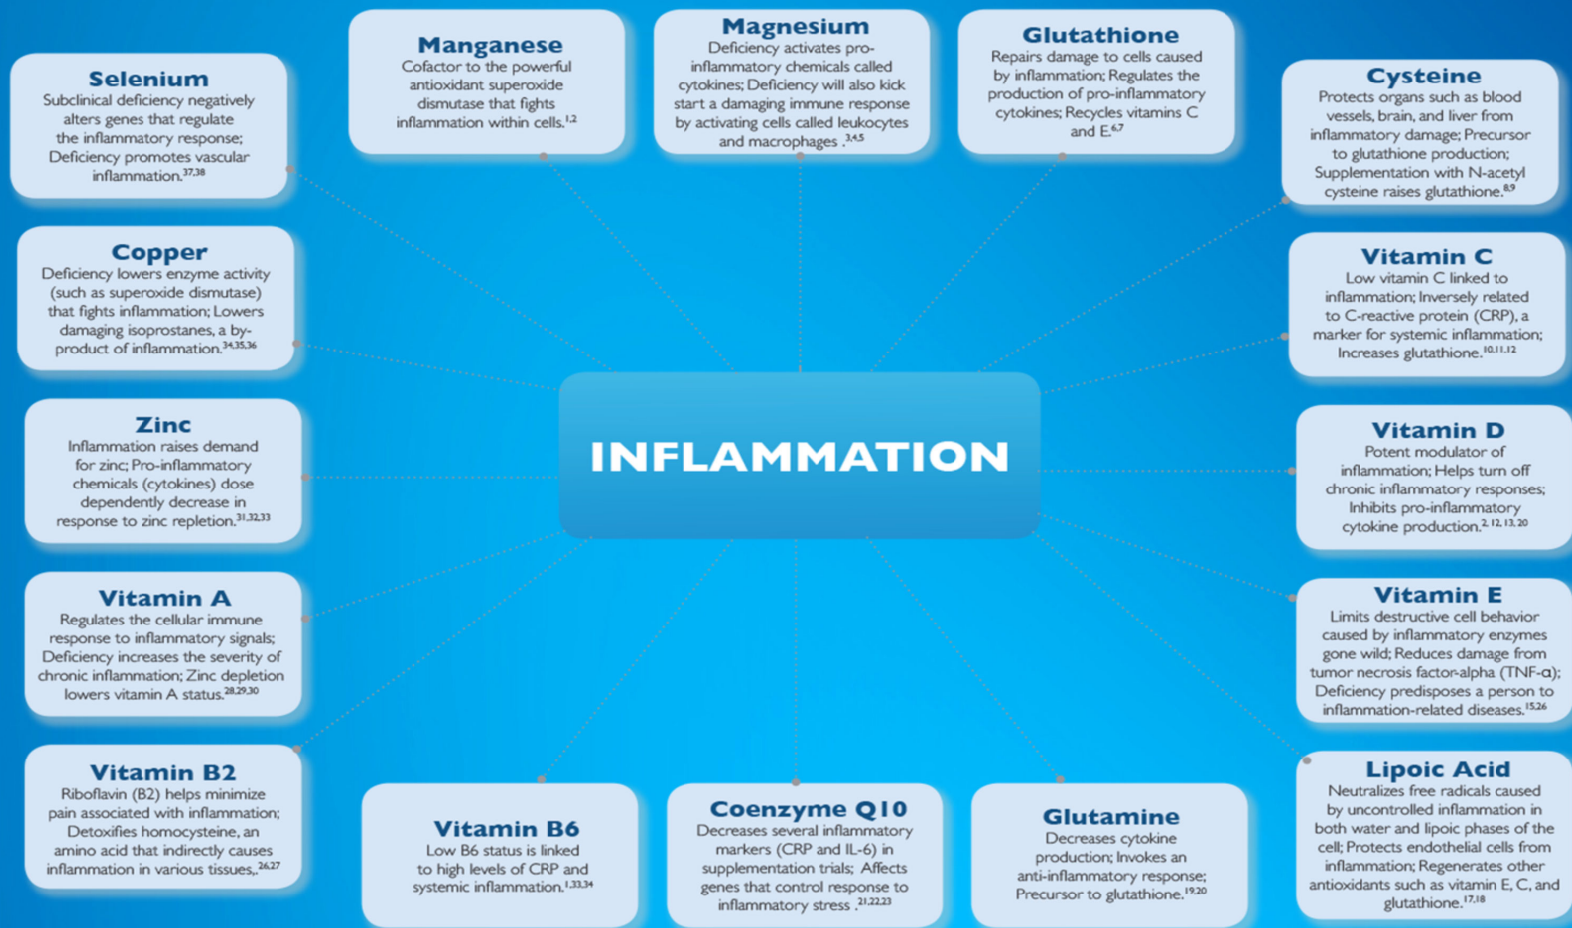 Selenium
Subclinical deficiency negatively
alters genes that regulate
the inflammatory response;
Deficiency promotes vascular
inflammation.37,38
Manganese
Cofactor to the powerful
antioxidant superoxide
dismutase that fights
inflammation within cells.1,2
Magnesium
Deficiency activates pro-
inflammatory chemicals called
cytokines; Deficiency will also kick
start a damaging immune response
by activating cells called leukocytes
and macrophages .3,4,5
Glutathione
Repairs damage to cells caused
by inflammation; Regulates the
production of pro-inflammatory
cytokines; Recycles vitamins C
and E.6,7
Cysteine
Protects organs such as blood
vessels, brain, and liver from
inflammatory damage; Precursor
to glutathione production;
Supplementation with N-acetyl
cysteine raises glutathione.8,9
Copper
Deficiency lowers enzyme activity
(such as superoxide dismutase)
that fights inflammation; Lowers
damaging isoprostanes, a by-
product of inflammation.34,35,36
Vitamin C
Low vitamin C linked to
inflammation; Inversely related
to C-reactive protein (CRP), a
marker for systemic inflammation;
Increases glutathione.10,11,12
INFLAMMATION
Zinc
Inflammation raises demand
for zinc; Pro-inflammatory
chemicals (cytokines) dose
dependently decrease in
response to zinc repletion.31,32,33
Vitamin D
Potent modulator of
inflammation; Helps turn off
chronic inflammatory responses;
Inhibits pro-inflammatory
cytokine production.2, 12, 13, 20
Vitamin A
Regulates the cellular immune
response to inflammatory signals;
Deficiency increases the severity of
chronic inflammation; Zinc depletion
lowers vitamin A status.28,29,30
Vitamin E
Limits destructive cell behavior
caused by inflammatory enzymes
gone wild; Reduces damage from
tumor necrosis factor-alpha (TNF-α);
Deficiency predisposes a person to
inflammation-related diseases.15,26
Vitamin B2
Riboflavin (B2) helps minimize
pain associated with inflammation;
Detoxifies homocysteine, an
amino acid that indirectly causes
inflammation in various tissues,.26,27
Vitamin B6
Low B6 status is linked
to high levels of CRP and
systemic inflammation.1,33,34
Coenzyme Q10
Decreases several inflammatory
markers (CRP and IL-6) in
supplementation trials; Affects
genes that control response to
inflammatory stress .21,22,23
Glutamine
Decreases cytokine
production; Invokes an
anti-inflammatory response;
Precursor to glutathione.19,20
Lipoic Acid
Neutralizes free radicals caused
by uncontrolled inflammation in
both water and lipoic phases of the
cell; Protects endothelial cells from
inflammation; Regenerates other
antioxidants such as vitamin E, C, and
glutathione.17,18